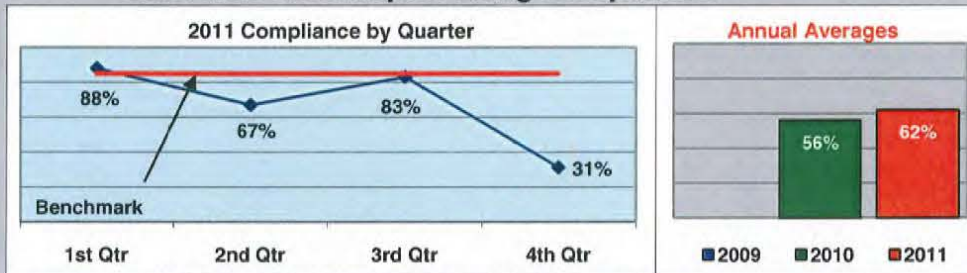 2011 Compliance by Quarter
88%
67%
83%
31%
Benchmark
1st Qtr 2nd Qtr 3rd Qtr 4th Qtr
Annual Averages
56%
62%
2009 2010 2011